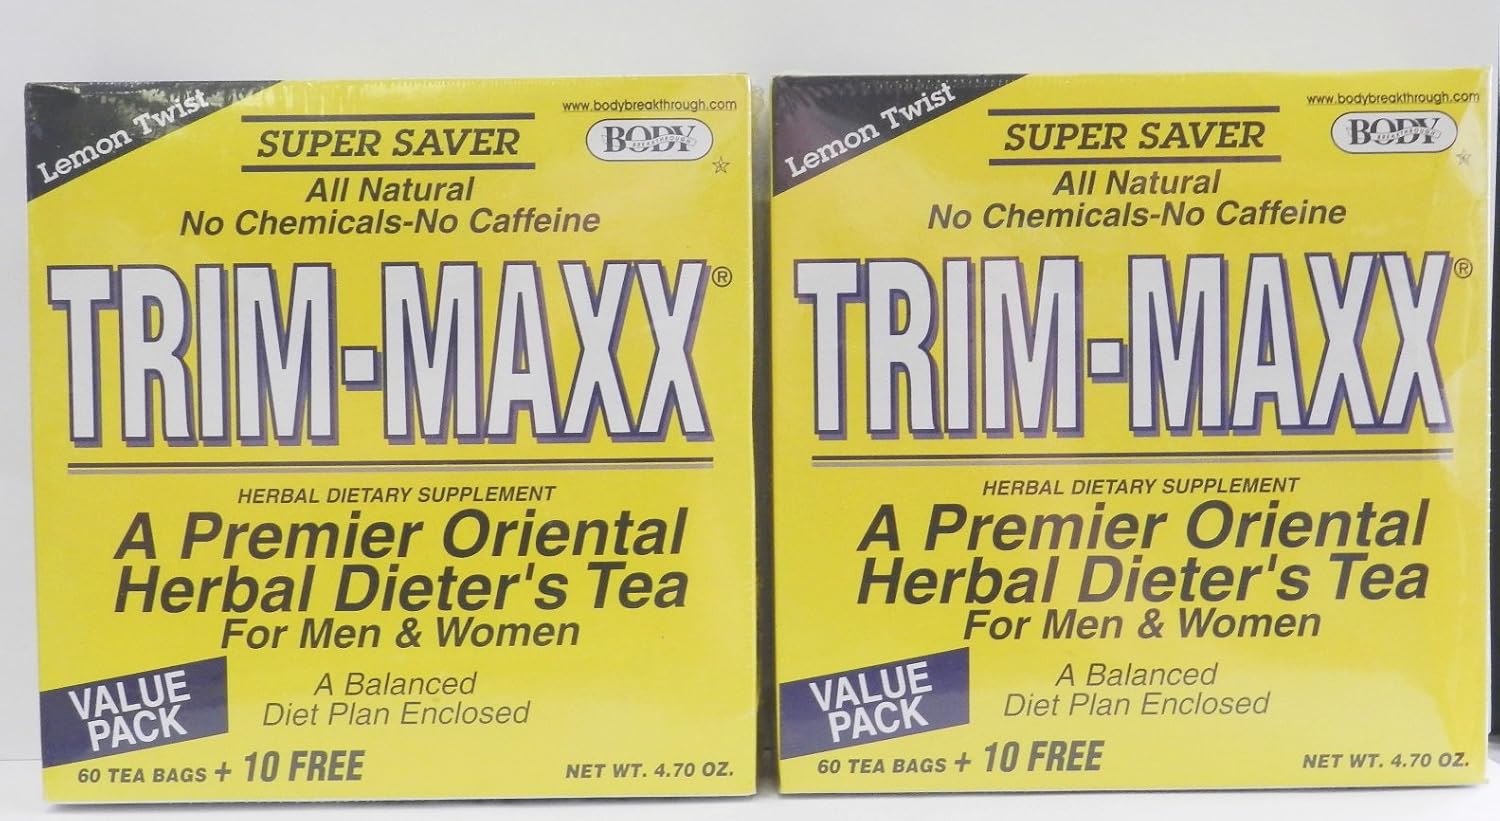 Lemon Twist
www.bodybreakthrough.com
SUPER SAVER
BODY
BREAKTHROUGH
All Natural
No Chemicals-No Caffeine
TRIM-MAXX®
HERBAL DIETARY SUPPLEMENT
A Premier Oriental
Herbal Dieter's Tea
For Men & Women
A Balanced
Diet Plan Enclosed
VALUE
PACK
60 TEA BAGS + 10 FREE
NET WT. 4.70 OZ.
Lemon Twist
www.bodybreakthrough.com
SUPER SAVER
BODY
BREAKTHROUGH
All Natural
No Chemicals-No Caffeine
TRIM-MAXX®
HERBAL DIETARY SUPPLEMENT
A Premier Oriental
Herbal Dieter's Tea
For Men & Women
A Balanced
Diet Plan Enclosed
VALUE
PACK
60 TEA BAGS + 10 FREE
NET WT. 4.70 OZ.